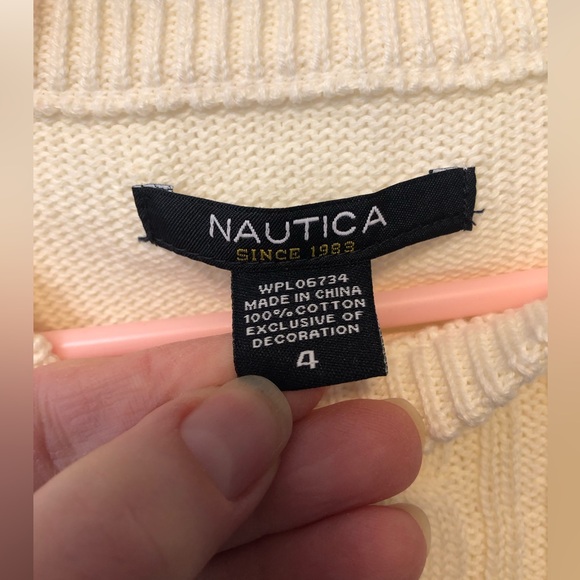 NAUTICA
SINCE 1983
WPL06734
MADE IN CHINA
100% COTTON
EXCLUSIVE OF
DECORATION
4